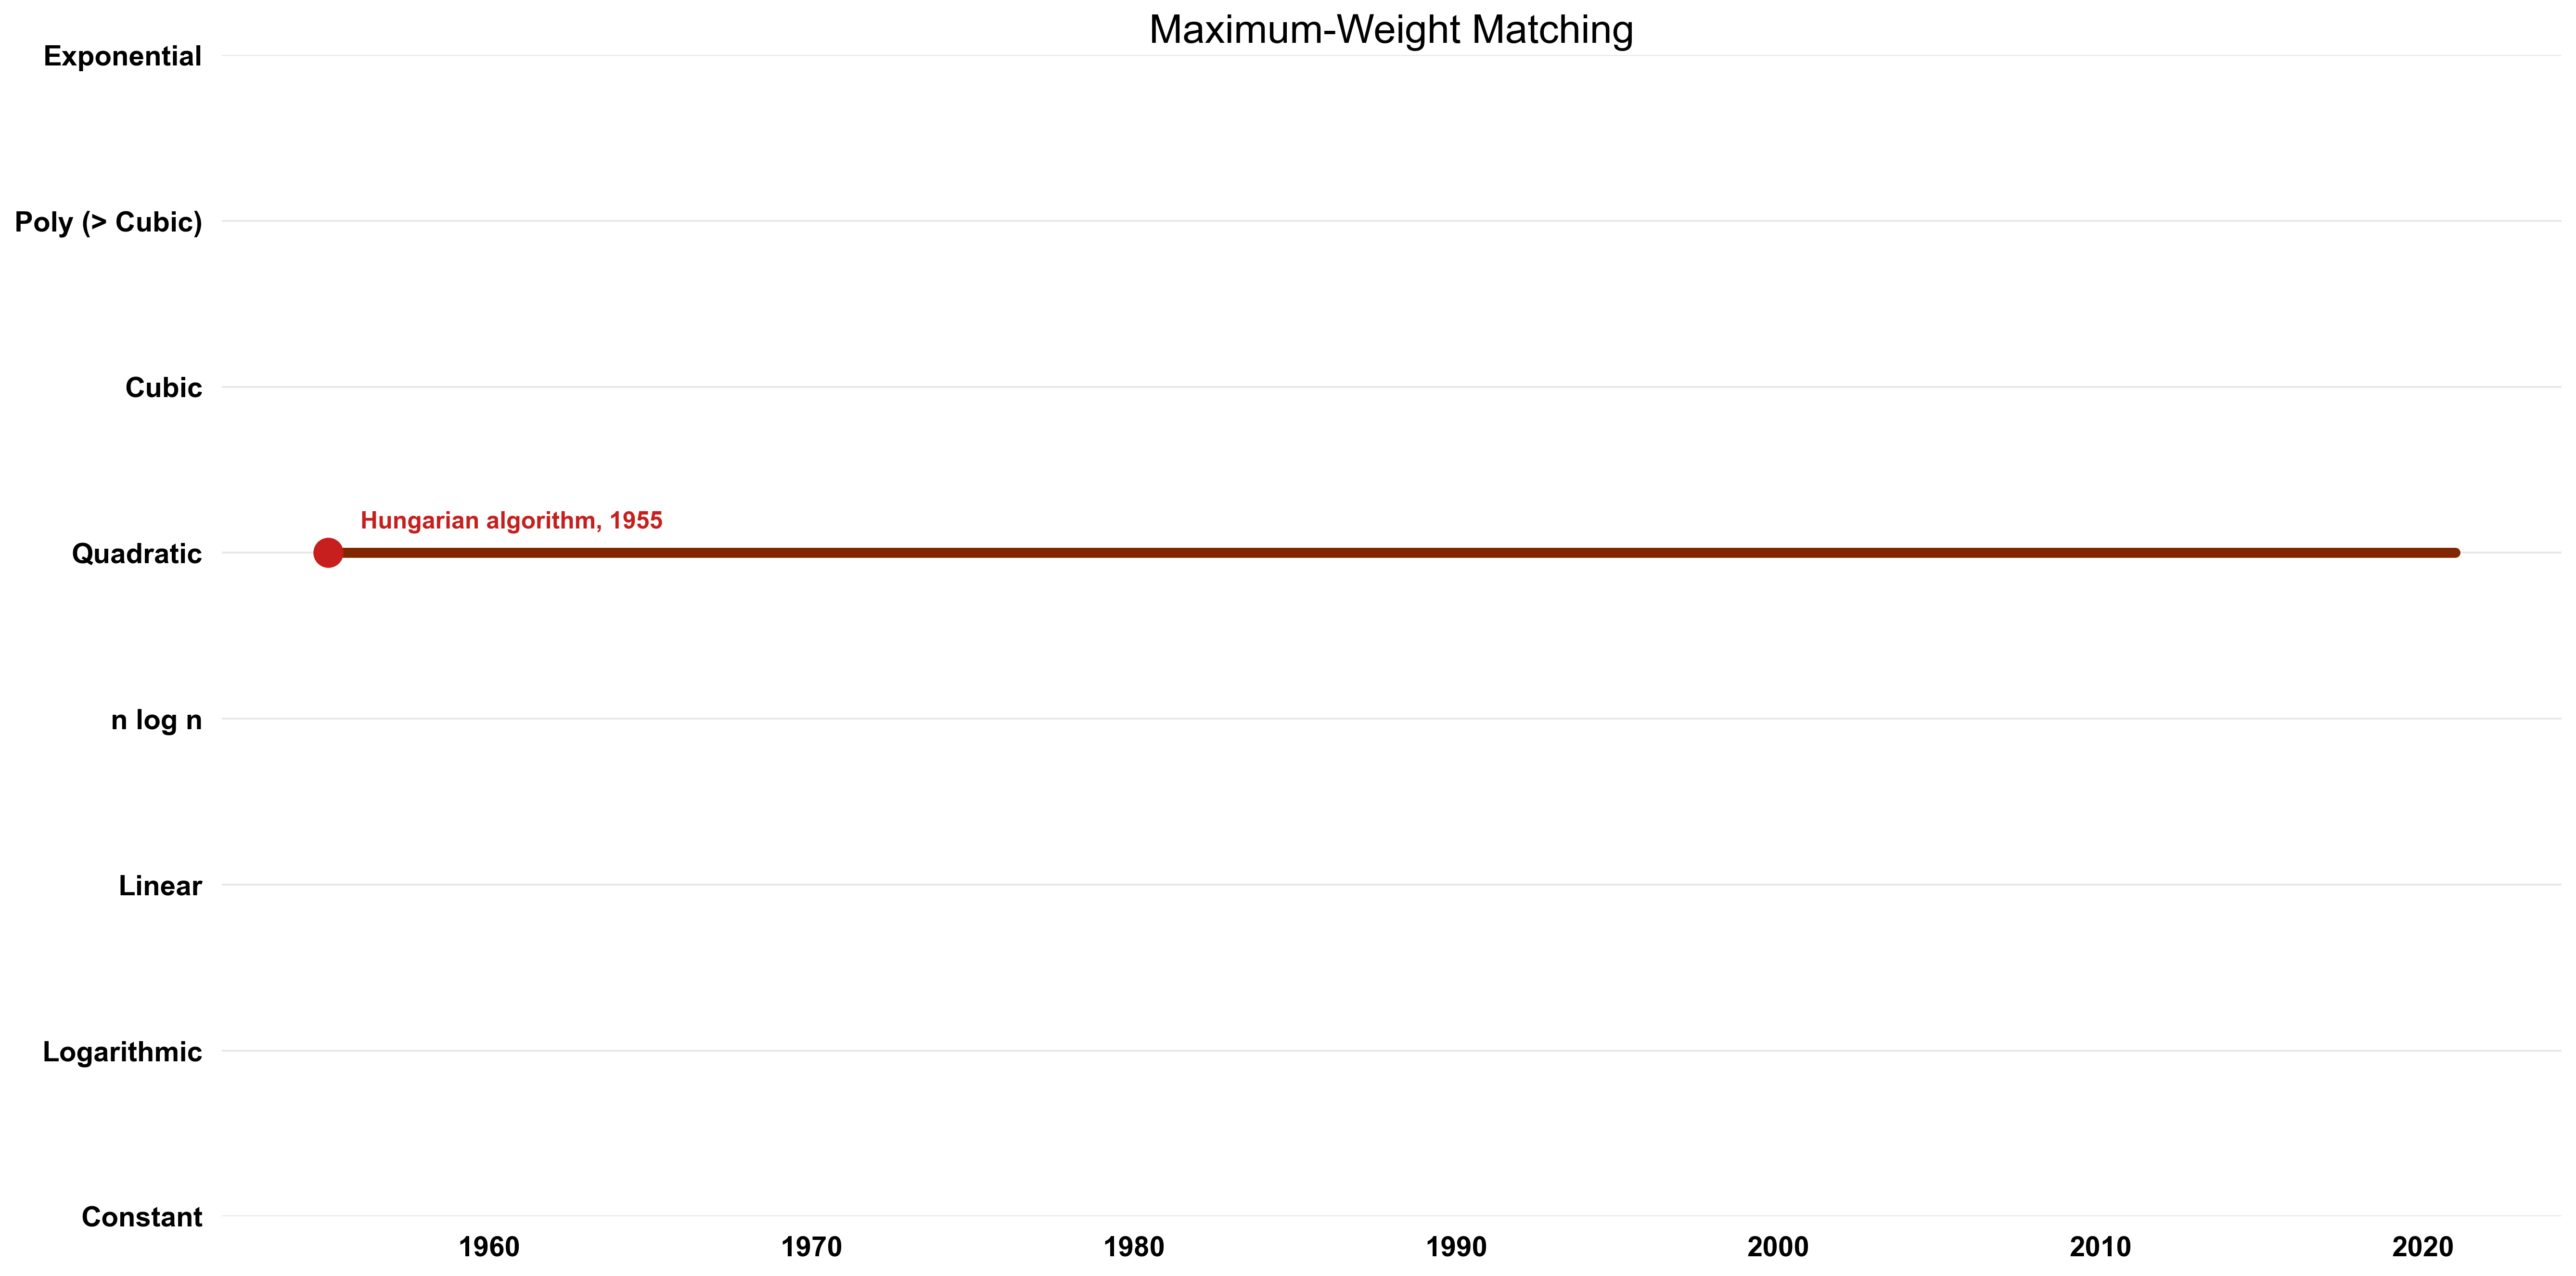 Maximum-Weight Matching
Exponential
Poly (> Cubic)
Cubic
Hungarian algorithm, 1955
Quadratic
n log n
Linear
Logarithmic
Constant
1960 1970 1980 1990 2000 2010 2020